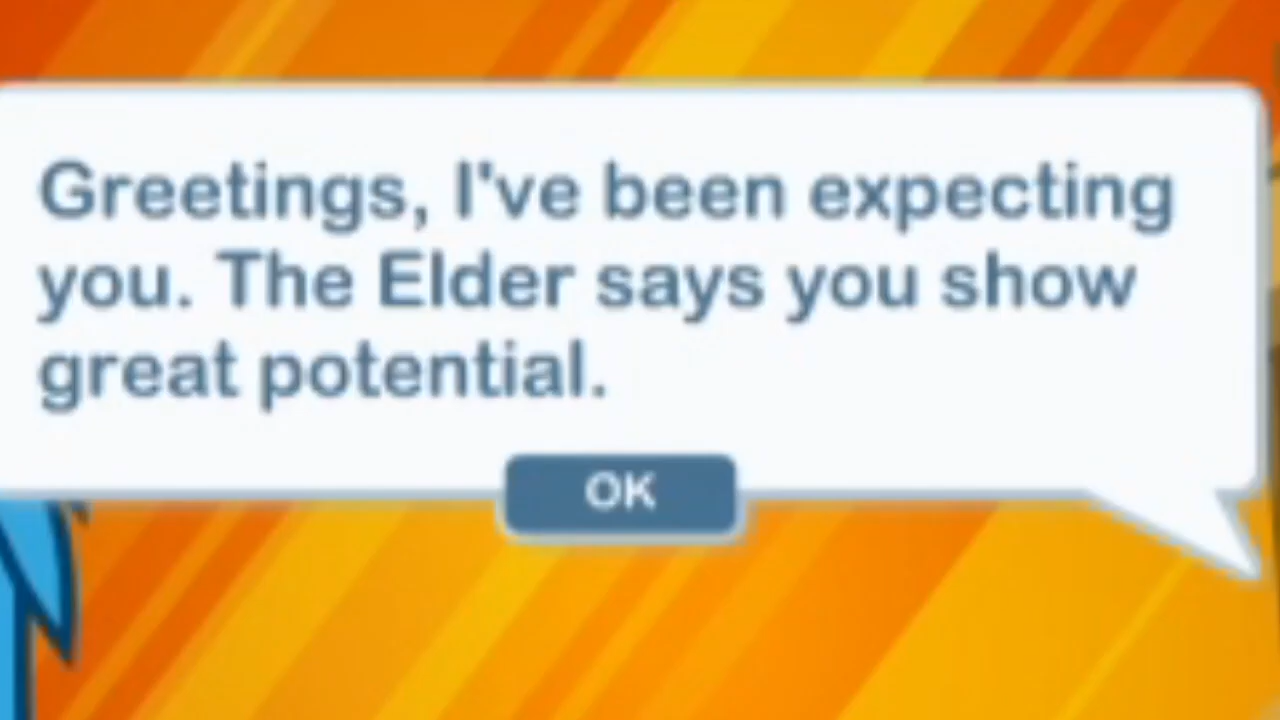 Greetings, I've been expecting
you. The Elder says you show
great potential.
OK